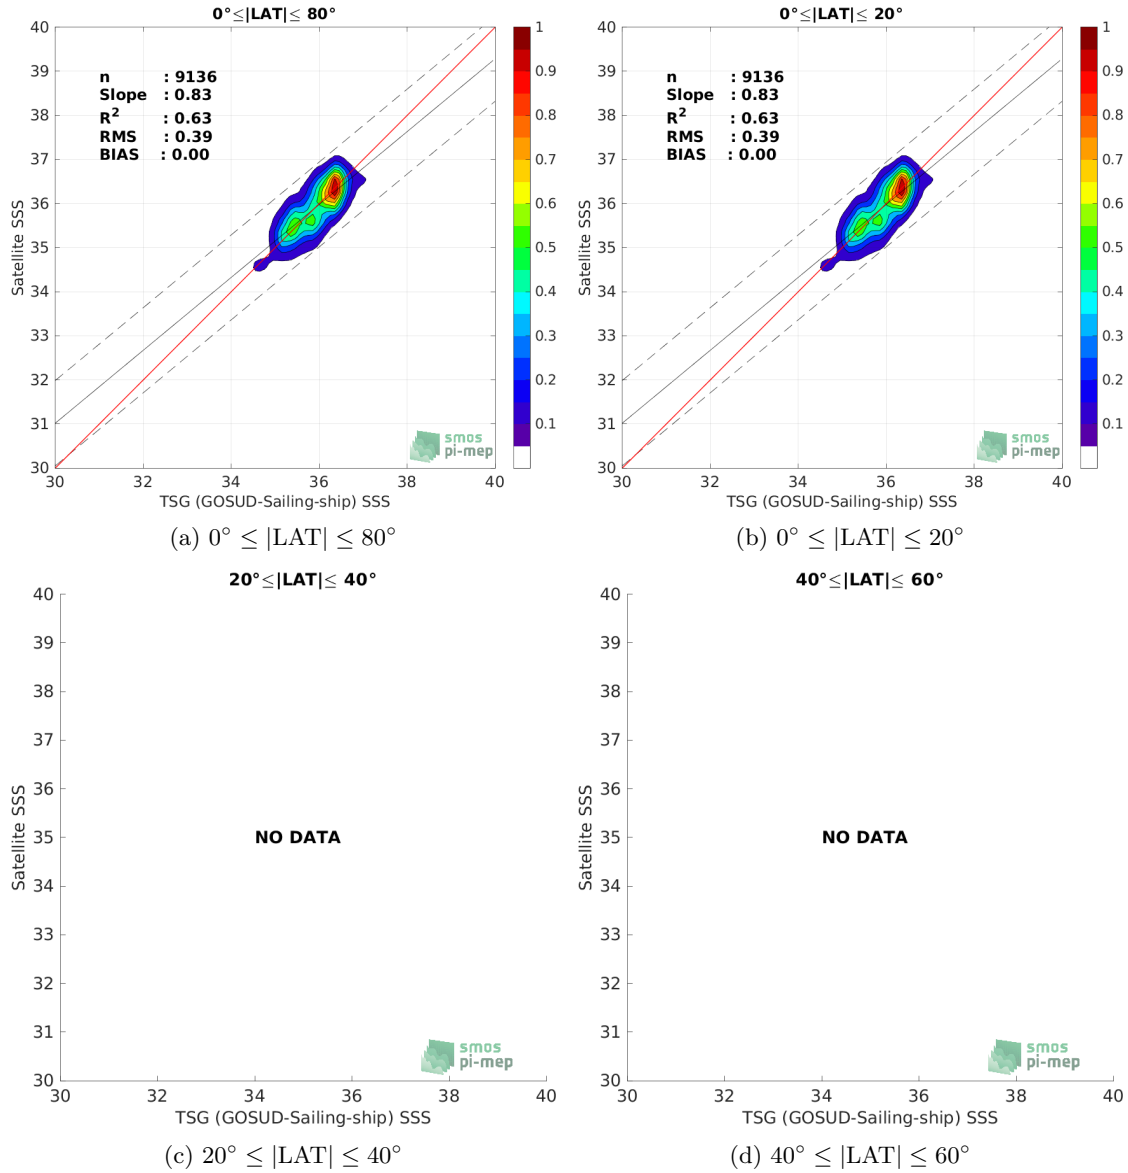 0°≤|LAT|≤ 80°
40
39
38
37
36
35
34
33
32
31
30
Satellite SSS
n : 9136
Slope : 0.83
R² : 0.63
RMS : 0.39
BIAS : 0.00
smos
pi-mep
30 32 34 36 38 40
TSG (GOSUD-Sailing-ship) SSS
1
0.9
0.8
0.7
0.6
0.5
0.4
0.3
0.2
0.1
(a) 0° ≤ |LAT| ≤ 80°
0°≤|LAT|≤ 20°
40
39
38
37
36
35
34
33
32
31
30
Satellite SSS
n : 9136
Slope : 0.83
R² : 0.63
RMS : 0.39
BIAS : 0.00
smos
pi-mep
30 32 34 36 38 40
TSG (GOSUD-Sailing-ship) SSS
1
0.9
0.8
0.7
0.6
0.5
0.4
0.3
0.2
0.1
(b) 0° ≤ |LAT| ≤ 20°
20°≤|LAT|≤ 40°
40
39
38
37
36
35
34
33
32
31
30
Satellite SSS
NO DATA
smos
pi-mep
30 32 34 36 38 40
TSG (GOSUD-Sailing-ship) SSS
(c) 20° ≤ |LAT| ≤ 40°
40°≤|LAT|≤ 60°
40
39
38
37
36
35
34
33
32
31
30
Satellite SSS
NO DATA
smos
pi-mep
30 32 34 36 38 40
TSG (GOSUD-Sailing-ship) SSS
(d) 40° ≤ |LAT| ≤ 60°